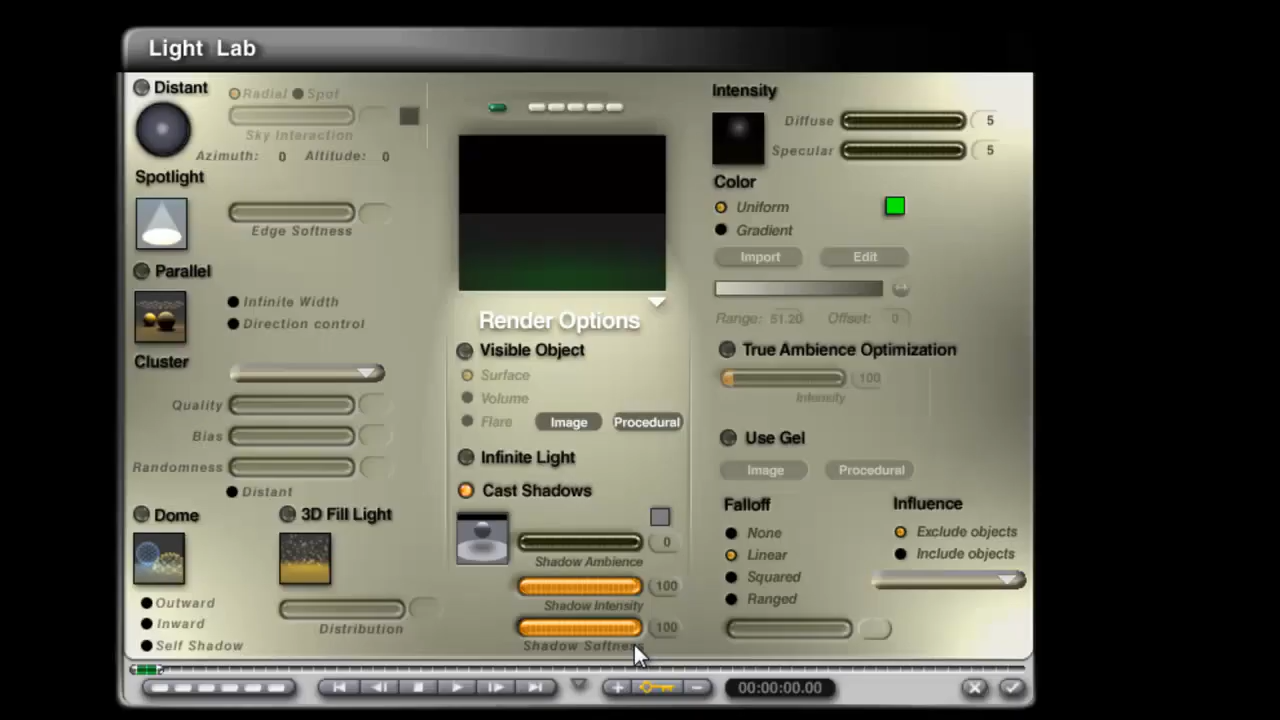 Light Lab
Distant
Radial Spot
Sky Interaction
Azimuth: 0 Altitude: 0
Spotlight
Edge Softness
Parallel
Infinite Width
Direction control
Cluster
Quality
Bias
Randomness
Distant
Dome
3D Fill Light
Outward
Inward
Self Shadow
Distribution
Render Options
Visible Object
Surface
Volume
Flare Image Procedural
Infinite Light
Cast Shadows
0
Shadow Ambience
100
Shadow Intensity
100
Shadow Softness
Intensity
Diffuse 5
Specular 5
Color
Uniform
Gradient
Import Edit
Range: 51.20 Offset: 0
True Ambience Optimization
100
Intensity
Use Gel
Image Procedural
Falloff
None
Linear
Squared
Ranged
Influence
Exclude objects
Include objects
00:00:00.00